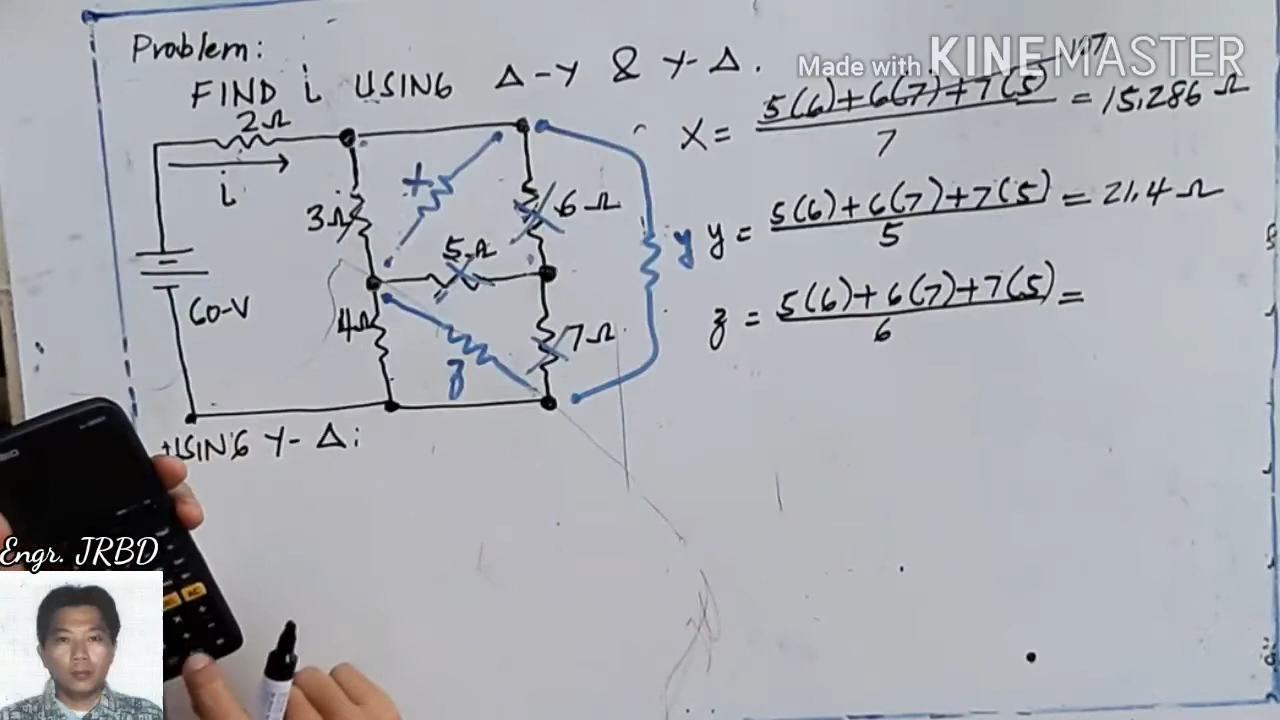 Problem:
FIND i USING Δ-Y & Y-Δ.
Made with KINEMASTER
2Ω
i
3Ω
x
6Ω
5Ω
y
60-V
4Ω
z
7Ω
USING Y-Δ:
X = 5(6)+6(7)+7(5) / 7 = 15.286 Ω
107
y = 5(6)+6(7)+7(5) / 5 = 21.4 Ω
z = 5(6)+6(7)+7(5) / 6 =
Engr. JRBD
AC